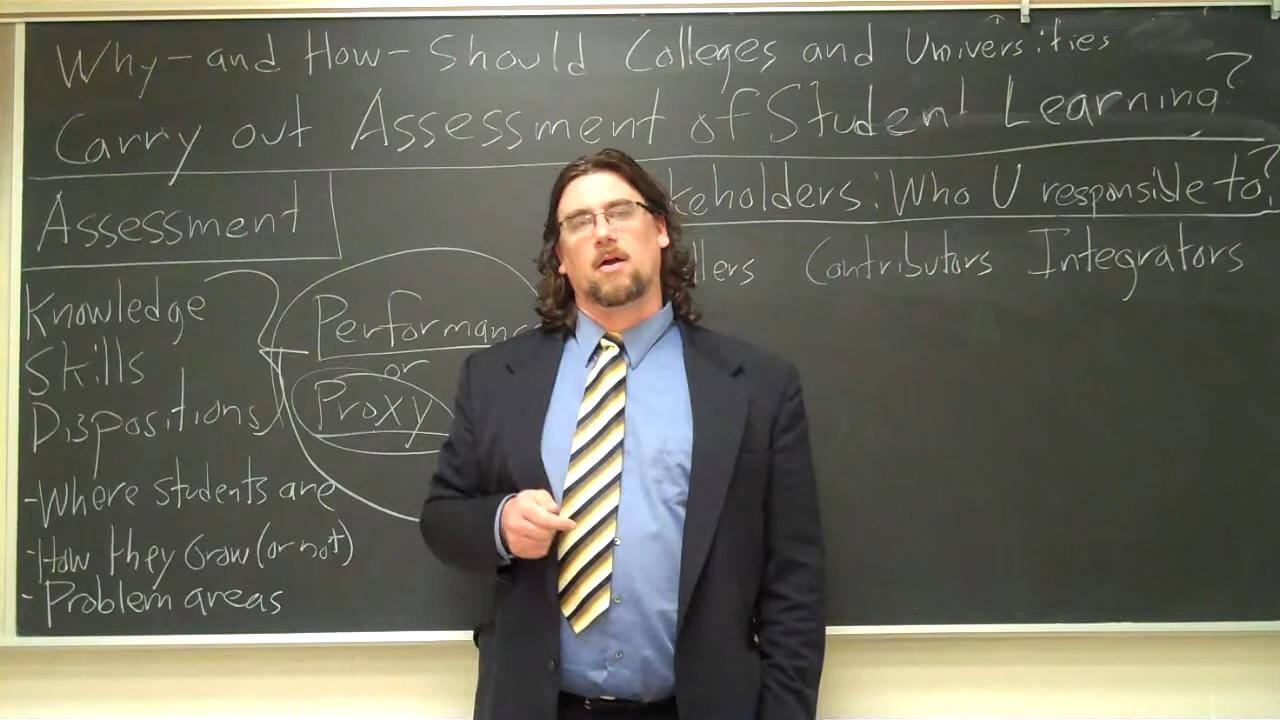 Why-and How-Should Colleges and Universities
Carry out Assessment of Student Learning?
Assessment
keholders: Who U responsible to?
llers Contributors Integrators
Knowledge
Skills
Dispositions
Performan
or
Proxy
-Where students are
-How they Grow (or not)
-Problem areas